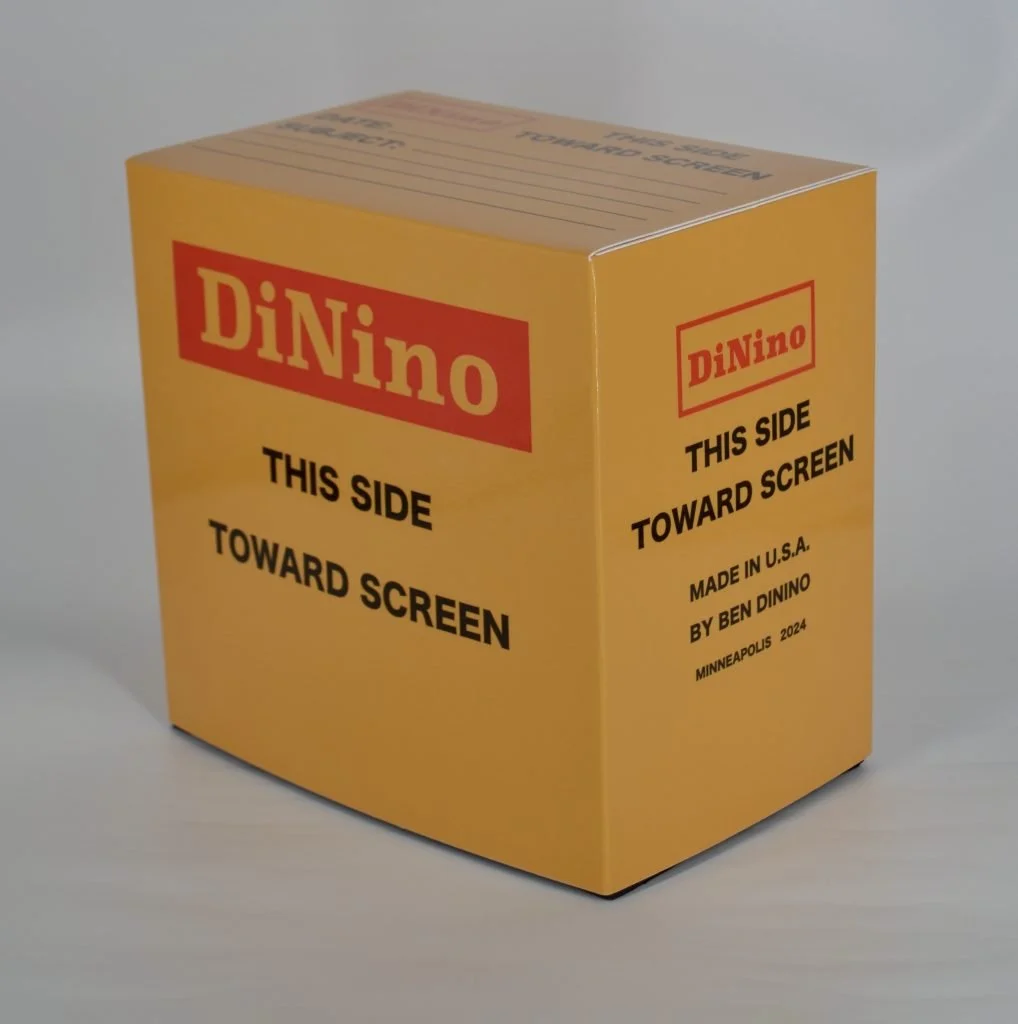 DiNino
DATE:
SUBJECT:
THIS SIDE
TOWARD SCREEN
DiNino
THIS SIDE
TOWARD SCREEN
DiNino
THIS SIDE
TOWARD SCREEN
MADE IN U.S.A.
BY BEN DININO
MINNEAPOLIS 2024